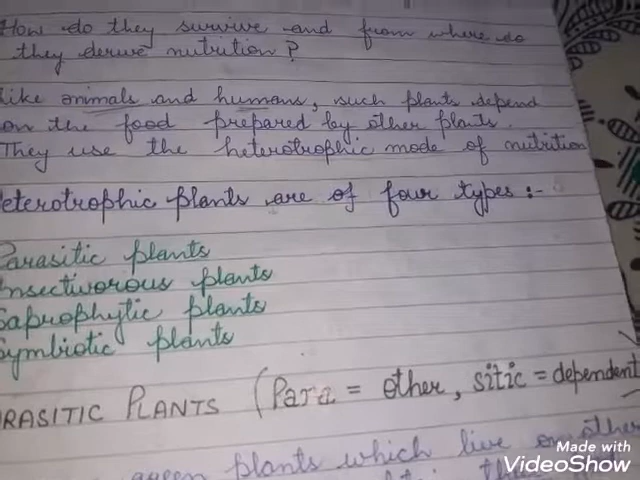 How do they survive and from where do
they derive nutrition?
like animals and humans, such plants depend
on the food prepared by other plants.
They use the heterotrophic mode of nutrition
eterotrophic plants are of four types :-
Parasitic plants
Insectivorous plants
Saprophytic plants
Symbiotic plants
RASITIC PLANTS (Para = other, sitic = dependent
green plants which live on other
Made with
VideoShow